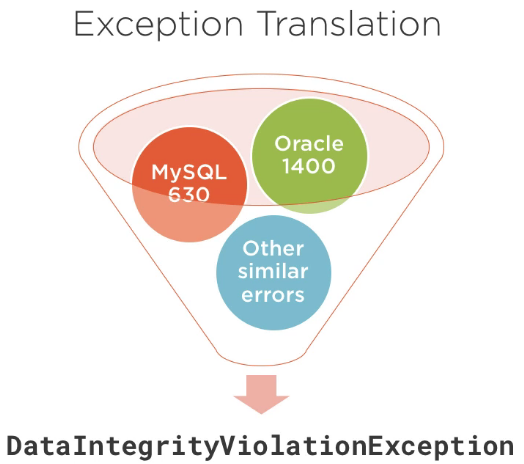 Exception Translation
Oracle
1400
MySQL
630
Other
similar
errors
DataIntegrityViolationException